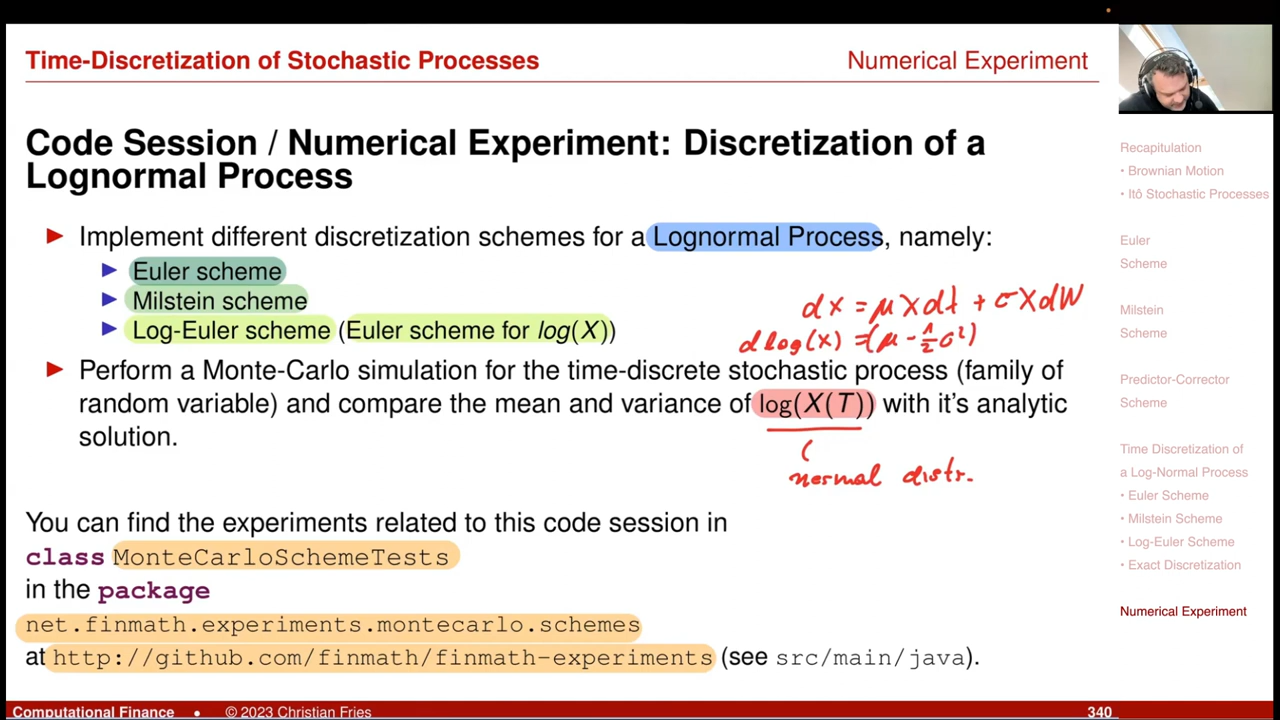 Time-Discretization of Stochastic Processes
Numerical Experiment
Code Session / Numerical Experiment: Discretization of a
Lognormal Process
▶ Implement different discretization schemes for a Lognormal Process, namely:
▶ Euler scheme
▶ Milstein scheme
▶ Log-Euler scheme (Euler scheme for log(X))
dX = μXdt + σXdW
dlog(X) = (μ - 1/2 σ²)
▶ Perform a Monte-Carlo simulation for the time-discrete stochastic process (family of
random variable) and compare the mean and variance of log(X(T)) with it's analytic
solution.
normal distr.
You can find the experiments related to this code session in
class MonteCarloSchemeTests
in the package
net.finmath.experiments.montecarlo.schemes
at http://github.com/finmath/finmath-experiments (see src/main/java).
Recapitulation
• Brownian Motion
• Itô Stochastic Processes
Euler
Scheme
Milstein
Scheme
Predictor-Corrector
Scheme
Time Discretization of
a Log-Normal Process
• Euler Scheme
• Milstein Scheme
• Log-Euler Scheme
• Exact Discretization
Numerical Experiment
Computational Finance • © 2023 Christian Fries
340